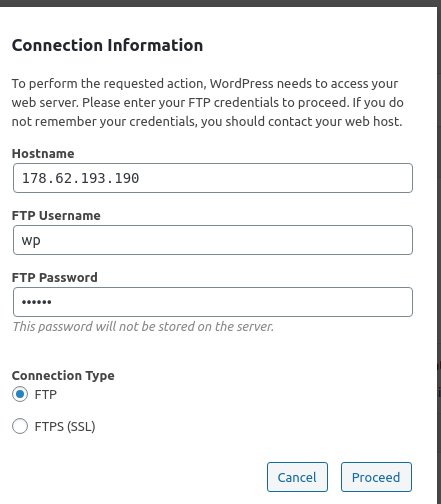 Connection Information
To perform the requested action, WordPress needs to access your
web server. Please enter your FTP credentials to proceed. If you do
not remember your credentials, you should contact your web host.
Hostname
178.62.193.190
FTP Username
wp
FTP Password
••••••
This password will not be stored on the server.
Connection Type
FTP
FTPS (SSL)
Cancel Proceed